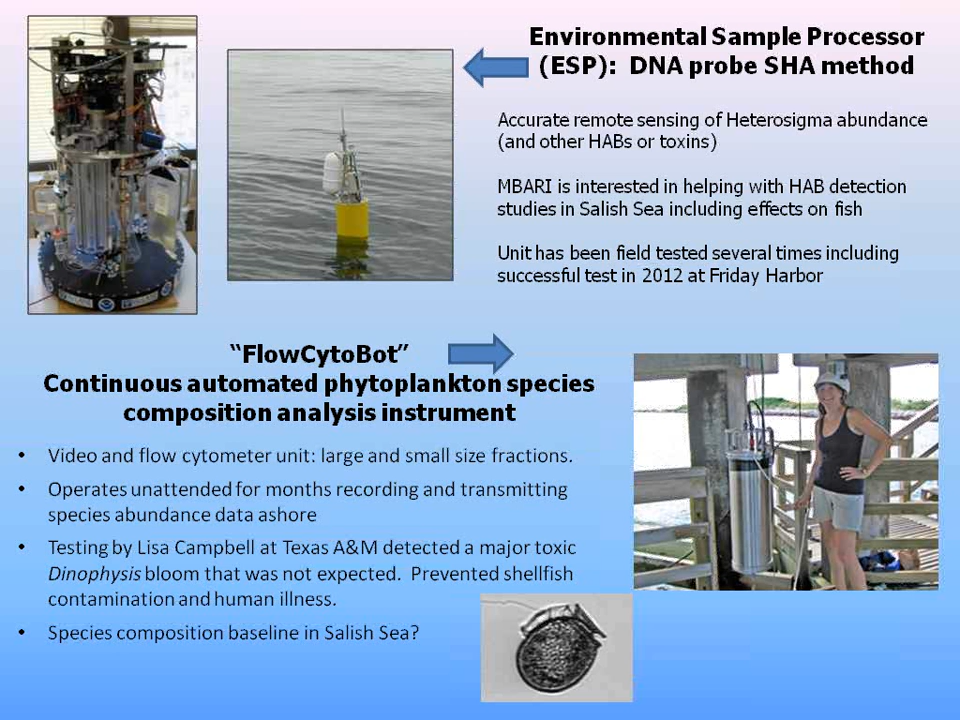 Environmental Sample Processor
(ESP): DNA probe SHA method
Accurate remote sensing of Heterosigma abundance
(and other HABs or toxins)
MBARI is interested in helping with HAB detection
studies in Salish Sea including effects on fish
Unit has been field tested several times including
successful test in 2012 at Friday Harbor
“FlowCytoBot”
Continuous automated phytoplankton species
composition analysis instrument
• Video and flow cytometer unit: large and small size fractions.
• Operates unattended for months recording and transmitting
species abundance data ashore
• Testing by Lisa Campbell at Texas A&M detected a major toxic
Dinophysis bloom that was not expected. Prevented shellfish
contamination and human illness.
• Species composition baseline in Salish Sea?